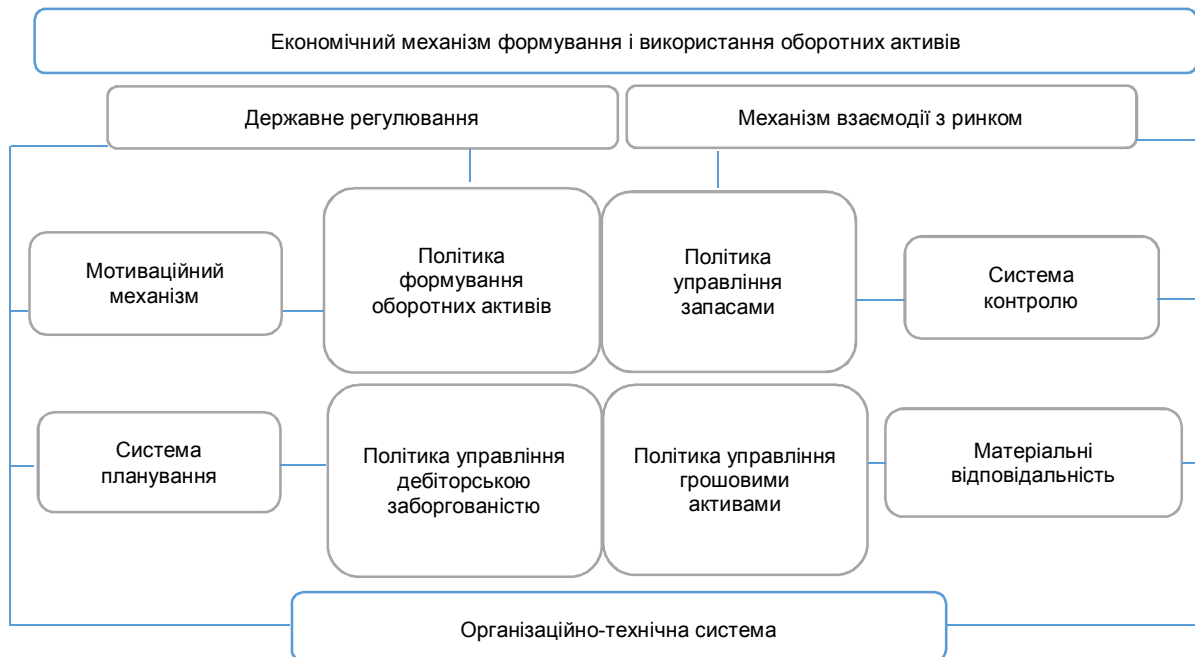 Економічний механізм формування і використання оборотних активів
Державне регулювання
Механізм взаємодії з ринком
Мотиваційний
механізм
Політика
формування
оборотних активів
Політика
управління
запасами
Система
контролю
Система
планування
Політика управління
дебіторською
заборгованістю
Політика управління
грошовими
активами
Матеріальні
відповідальність
Організаційно-технічна система